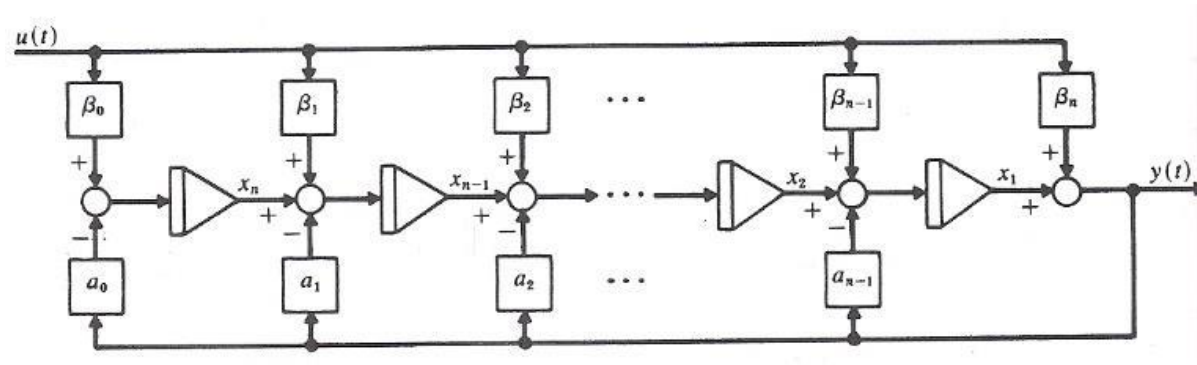 u(t)
β₀ β₁ β₂ ... βₙ₋₁ βₙ
+ + + + +
xₙ xₙ₋₁ x₂ x₁ y(t)
+ + + +
− − − −
a₀ a₁ a₂ ... aₙ₋₁